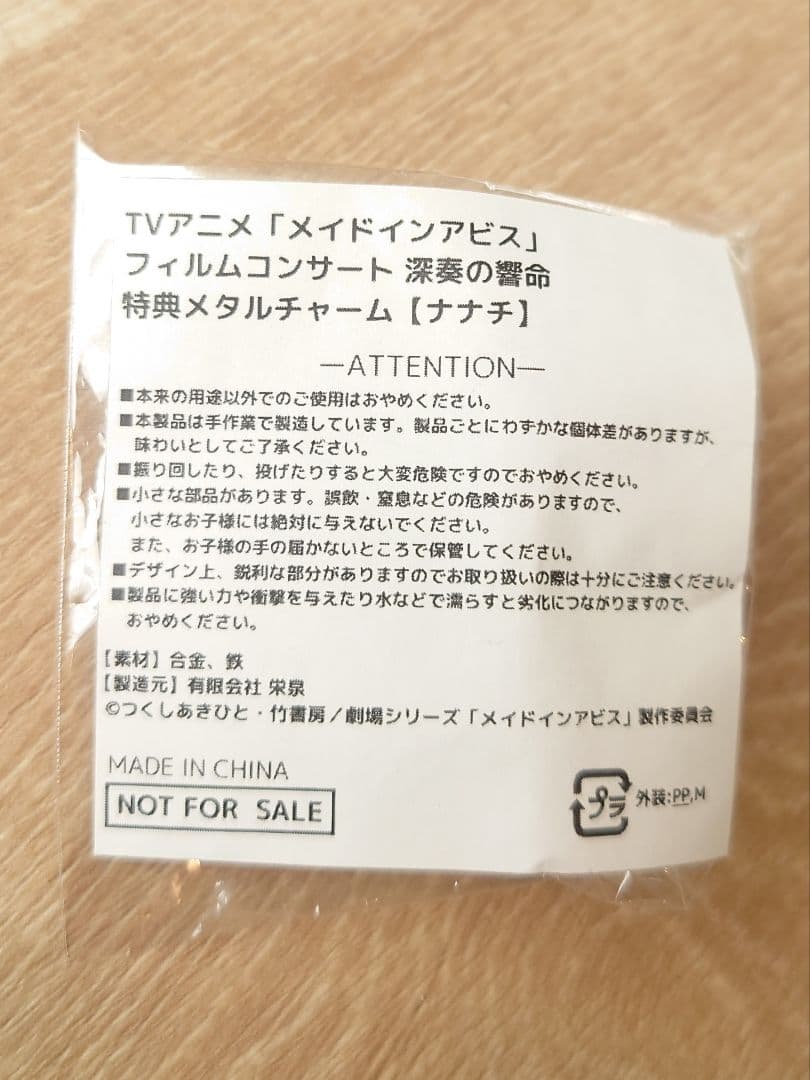 TVアニメ「メイドインアビス」
フィルムコンサート 深奏の響命
特典メタルチャーム【ナナチ】
—ATTENTION—
■本来の用途以外でのご使用はおやめください。
■本製品は手作業で製造しています。製品ごとにわずかな個体差がありますが、
味わいとしてご了承ください。
■振り回したり、投げたりすると大変危険ですのでおやめください。
■小さな部品があります。誤飲・窒息などの危険がありますので、
小さなお子様には絶対に与えないでください。
また、お子様の手の届かないところで保管してください。
■デザイン上、鋭利な部分がありますのでお取り扱いの際は十分にご注意ください。
■製品に強い力や衝撃を与えたり水などで濡らすと劣化につながりますので、
おやめください。
【素材】合金、鉄
【製造元】有限会社 栄泉
©つくしあきひと・竹書房/劇場シリーズ「メイドインアビス」製作委員会
MADE IN CHINA
NOT FOR SALE
プラ 外装:PP,M